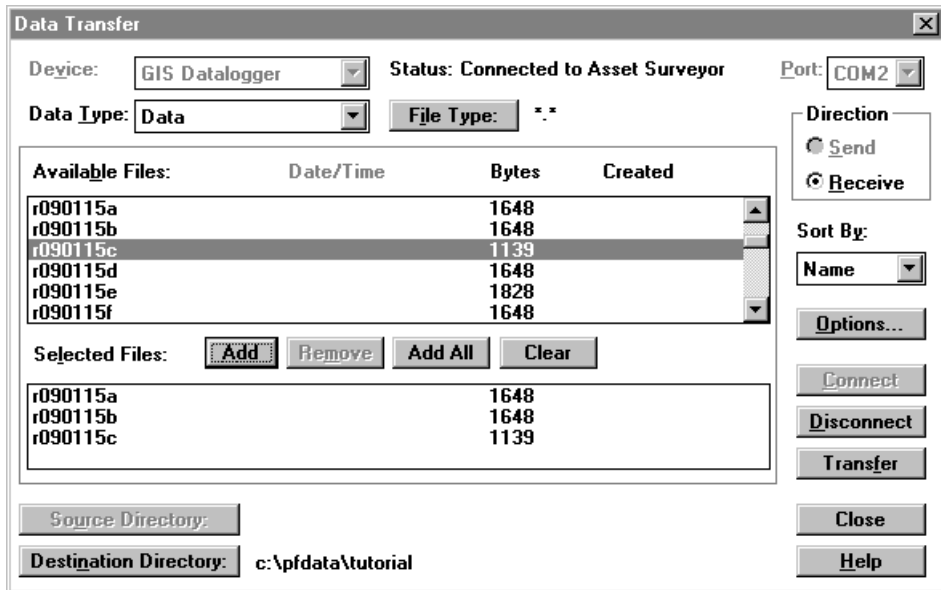 Data Transfer
Device: GIS Datalogger Status: Connected to Asset Surveyor Port: COM2
Data Type: Data File Type: *.* Direction
Send
Available Files: Date/Time Bytes Created Receive
r090115a 1648
r090115b 1648 Sort By:
r090115c 1139
r090115d 1648 Name
r090115e 1828
r090115f 1648 Options...
Selected Files: Add Remove Add All Clear
Connect
r090115a 1648
r090115b 1648 Disconnect
r090115c 1139
Transfer
Source Directory: Close
Destination Directory: c:\pfdata\tutorial Help